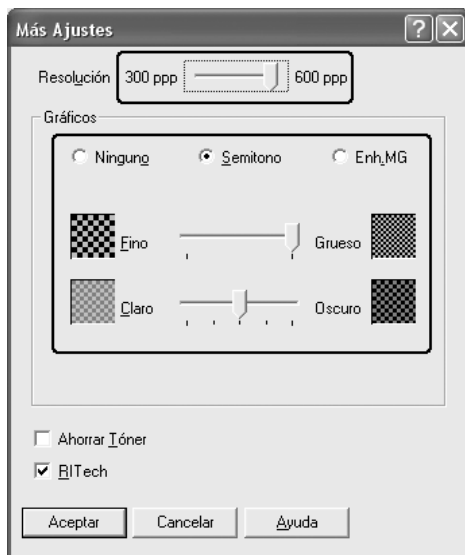 Más Ajustes
Resolución 300 ppp 600 ppp
Gráficos
Ninguno Semitono Enh.MG
Fino Grueso
Claro Oscuro
Ahorrar Tóner
RITech
Aceptar Cancelar Ayuda